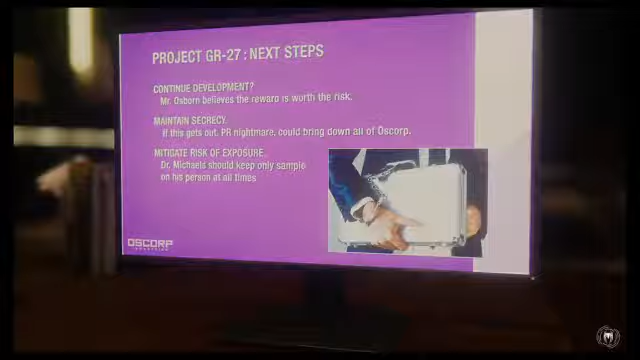 PROJECT GR-27 : NEXT STEPS
CONTINUE DEVELOPMENT?
Mr. Osborn believes the reward is worth the risk.
MAINTAIN SECRECY.
If this gets out, PR nightmare, could bring down all of Oscorp.
MITIGATE RISK OF EXPOSURE.
Dr. Michaels should keep only sample
on his person at all times
OSCORP
INDUSTRIES